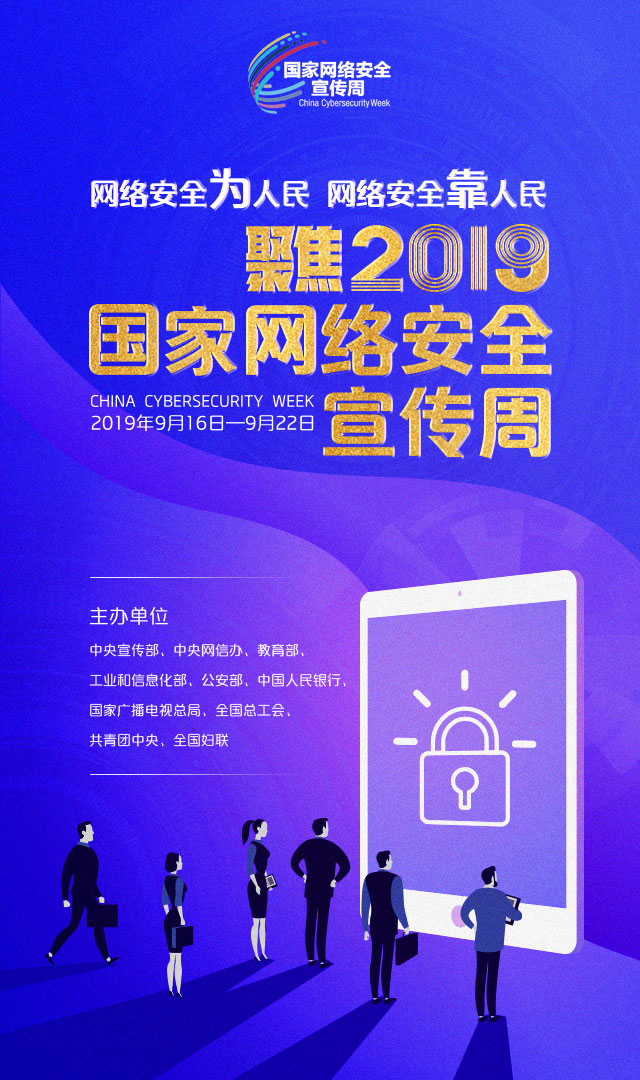 国家网络安全
宣传周
China Cybersecurity Week
网络安全为人民 网络安全靠人民
聚焦2019
国家网络安全
CHINA CYBERSECURITY WEEK
2019年9月16日—9月22日
宣传周
主办单位
中央宣传部、中央网信办、教育部、
工业和信息化部、公安部、中国人民银行、
国家广播电视总局、全国总工会、
共青团中央、全国妇联